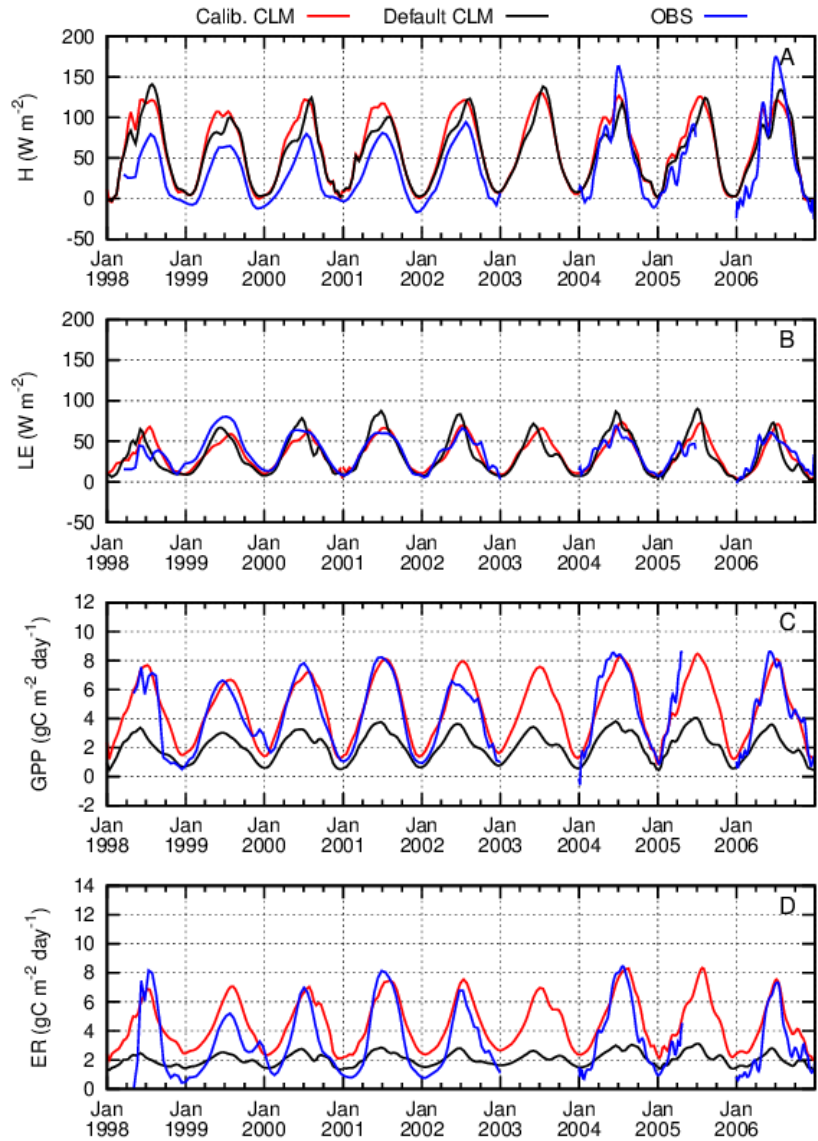 Calib. CLM Default CLM OBS
A
H (W m-2)
200
150
100
50
0
-50
Jan 1998 Jan 1999 Jan 2000 Jan 2001 Jan 2002 Jan 2003 Jan 2004 Jan 2005 Jan 2006
B
LE (W m-2)
200
150
100
50
0
-50
Jan 1998 Jan 1999 Jan 2000 Jan 2001 Jan 2002 Jan 2003 Jan 2004 Jan 2005 Jan 2006
C
GPP (gC m-2 day-1)
12
10
8
6
4
2
0
-2
Jan 1998 Jan 1999 Jan 2000 Jan 2001 Jan 2002 Jan 2003 Jan 2004 Jan 2005 Jan 2006
D
ER (gC m-2 day-1)
14
12
10
8
6
4
2
0
Jan 1998 Jan 1999 Jan 2000 Jan 2001 Jan 2002 Jan 2003 Jan 2004 Jan 2005 Jan 2006